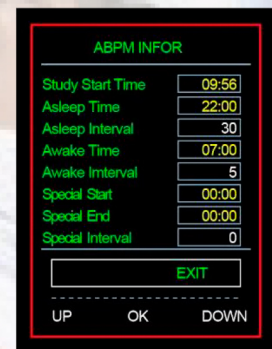 ABPM INFOR
Study Start Time 09:56
Asleep Time 22:00
Asleep Interval 30
Awake Time 07:00
Awake Imterval 5
Special Start 00:00
Special End 00:00
Special Interval 0
EXIT
UP OK DOWN